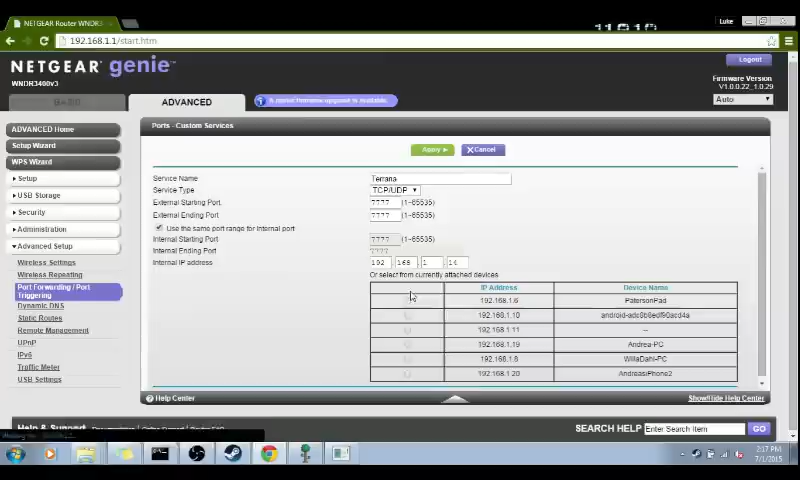 NETGEAR Router WNDR3
Luke
192.168.1.1/start.htm
NETGEAR genie
Logout
WNDR3400v3
Firmware Version
V1.0.0.22_1.0.29
BASIC
ADVANCED
Auto
ADVANCED Home
Setup Wizard
WPS Wizard
Setup
USB Storage
Security
Administration
Advanced Setup
Wireless Settings
Wireless Repeating
Port Forwarding / Port
Triggering
Dynamic DNS
Static Routes
Remote Management
UPnP
IPv6
Traffic Meter
USB Settings
Ports - Custom Services
Apply
Cancel
Service Name
Terrana
Service Type
TCP/UDP
External Starting Port
7777 (1~65535)
External Ending Port
7777 (1~65535)
Use the same port range for Internal port
Internal Starting Port
7777 (1~65535)
Internal Ending Port
7777
Internal IP address
192 . 168 . 1 . 14
Or select from currently attached devices
IP Address Device Name
192.168.1.6 PatersonPad
192.168.1.10
192.168.1.11 --
192.168.1.19 Andrea-PC
192.168.1.8 WillaDahl-PC
192.168.1.20 AndreasiPhone2
Help Center
Show/Hide Help Center
Help & Support
SEARCH HELP
Enter Search Item
GO
2:17 PM
7/1/2015